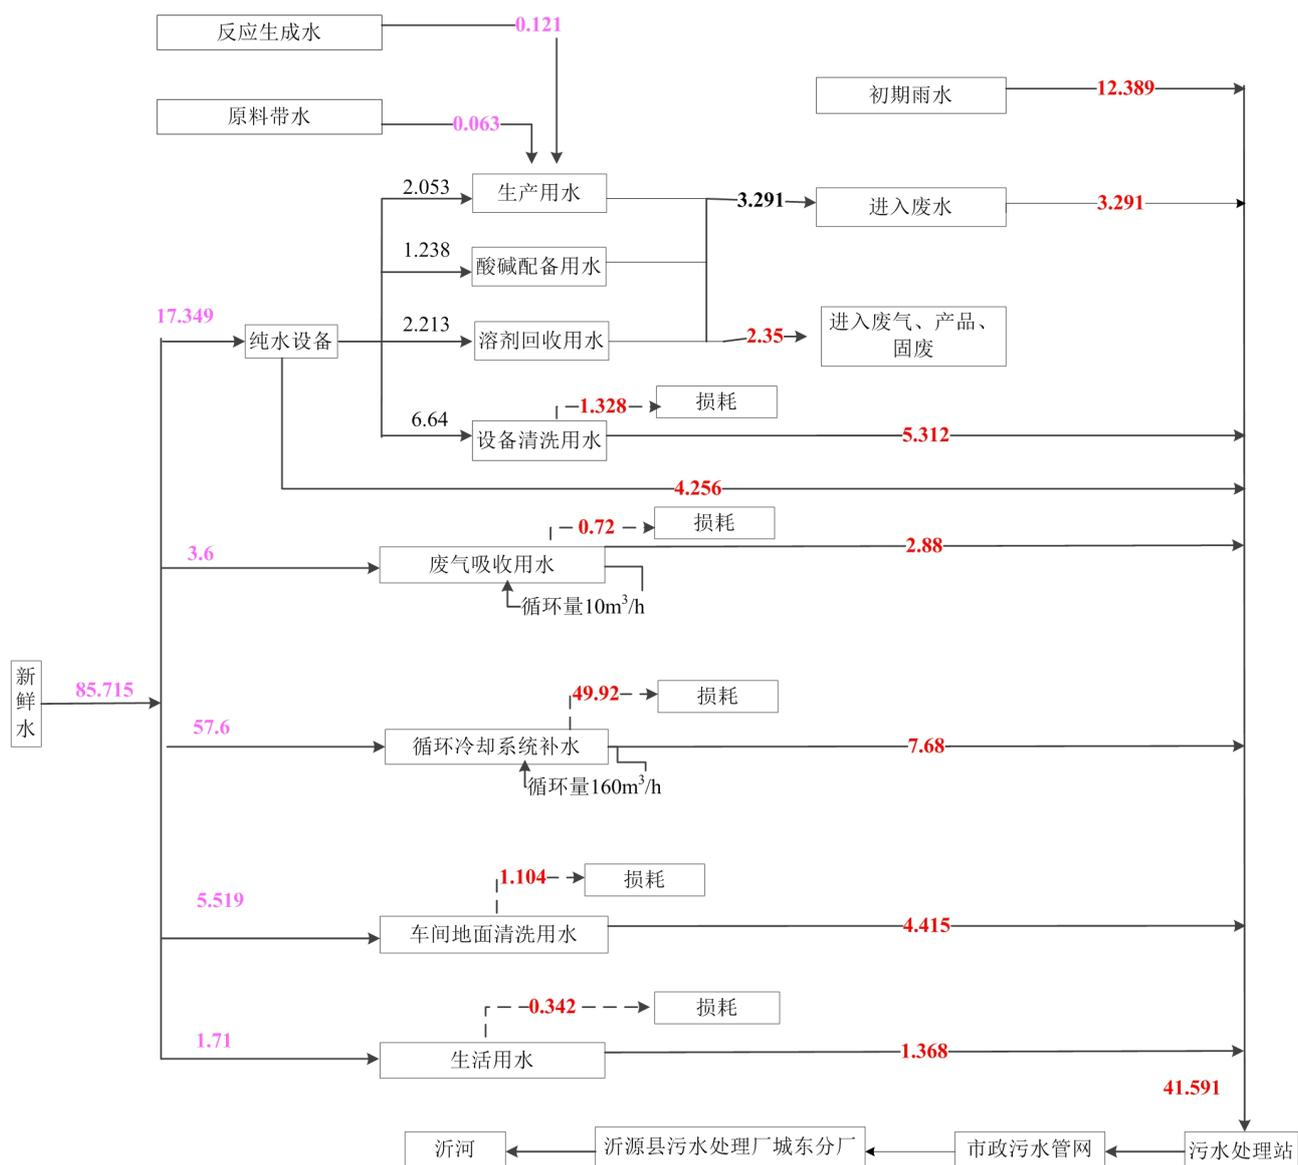 反应生成水
0.121
原料带水
0.063
初期雨水
12.389
2.053
生产用水
3.291
进入废水
3.291
1.238
酸碱配备用水
17.349
纯水设备
2.213
溶剂回收用水
2.35
进入废气、产品、
固废
1.328
损耗
6.64
设备清洗用水
5.312
4.256
0.72
损耗
3.6
废气吸收用水
2.88
循环量10m³/h
新
鲜
水
85.715
49.92
损耗
57.6
循环冷却系统补水
7.68
循环量160m³/h
1.104
损耗
5.519
车间地面清洗用水
4.415
0.342
损耗
1.71
生活用水
1.368
41.591
沂河
沂源县污水处理厂城东分厂
市政污水管网
污水处理站